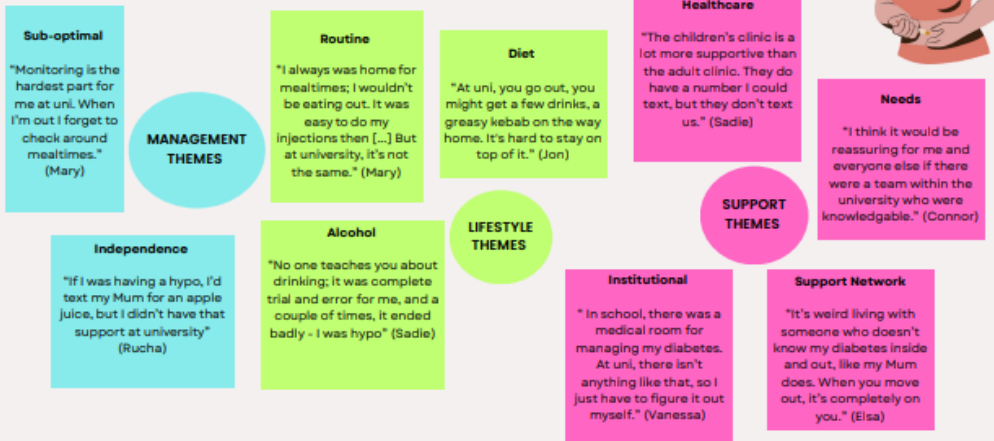 Sub-optimal
"Monitoring is the
hardest part for
me at uni. When
I'm out I forget to
check around
mealtimes."
(Mary)
MANAGEMENT
THEMES
Independence
"If I was having a hypo, I'd
text my Mum for an apple
juice, but I didn't have that
support at university"
(Rucha)
Routine
"I always was home for
mealtimes; I wouldn't
be eating out. It was
easy to do my
injections then [...] But
at university, it's not
the same." (Mary)
Diet
"At uni, you go out, you
might get a few drinks, a
greasy kebab on the way
home. It's hard to stay on
top of it." (Jon)
Alcohol
"No one teaches you about
drinking; it was complete
trial and error for me, and a
couple of times, it ended
badly - I was hypo" (Sadie)
LIFESTYLE
THEMES
Healthcare
"The children's clinic is a
lot more supportive than
the adult clinic. They do
have a number I could
text, but they don't text
us." (Sadie)
Needs
"I think it would be
reassuring for me and
everyone else if there
were a team within the
university who were
knowledgable." (Connor)
SUPPORT
THEMES
Institutional
" In school, there was a
medical room for
managing my diabetes.
At uni, there isn't
anything like that, so I
just have to figure it out
myself." (Vanessa)
Support Network
"It's weird living with
someone who doesn't
know my diabetes inside
and out, like my Mum
does. When you move
out, it's completely on
you." (Elsa)